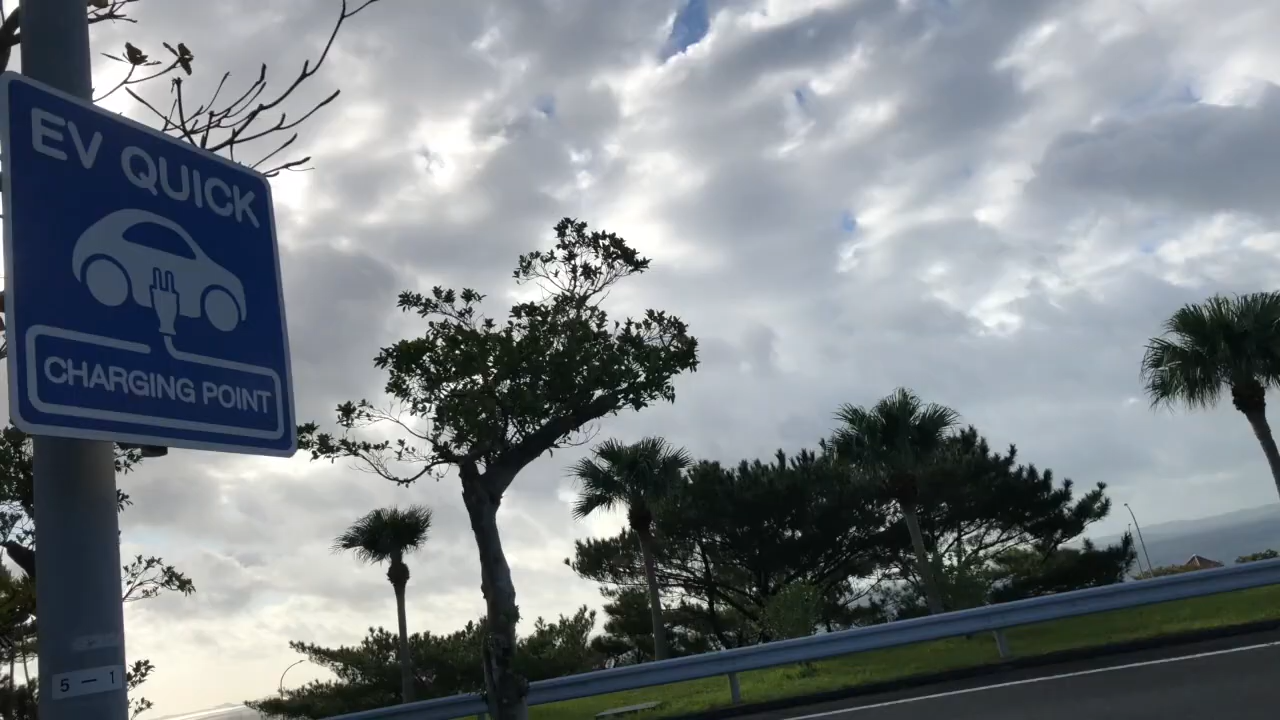 EV QUICK
CHARGING POINT
5 — 1